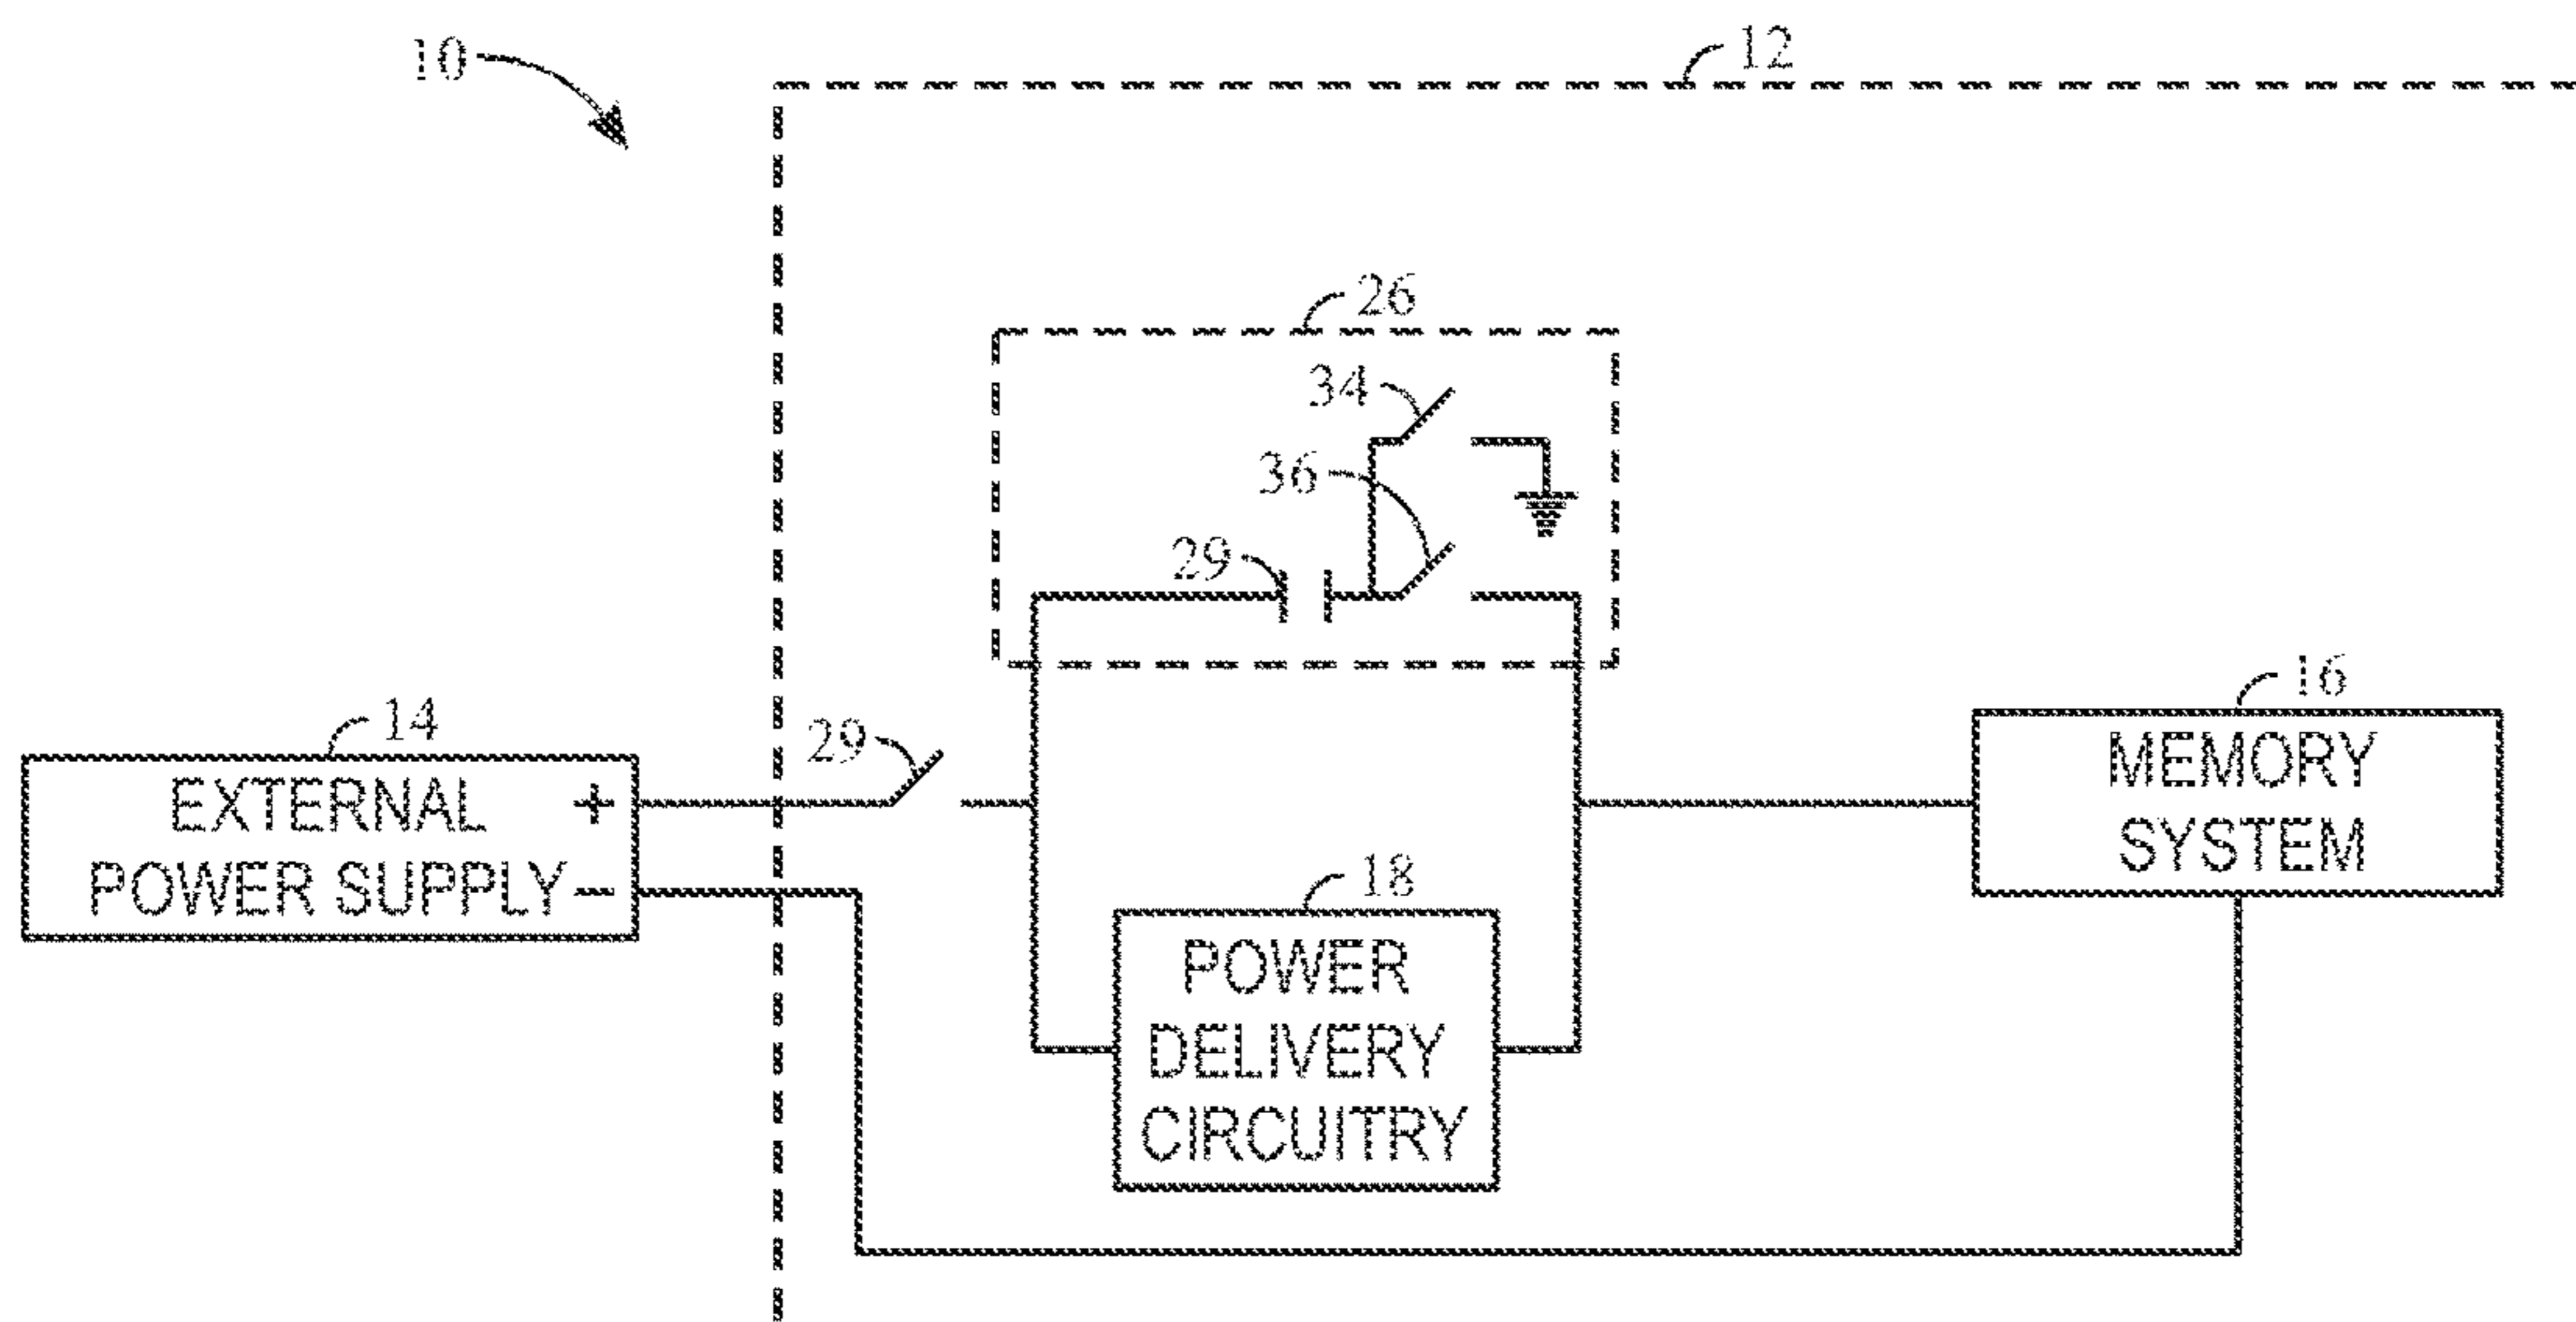 10
12
26
34
36
29
16
14
29
MEMORY
SYSTEM
EXTERNAL +
POWER SUPPLY −
18
POWER
DELIVERY
CIRCUITRY